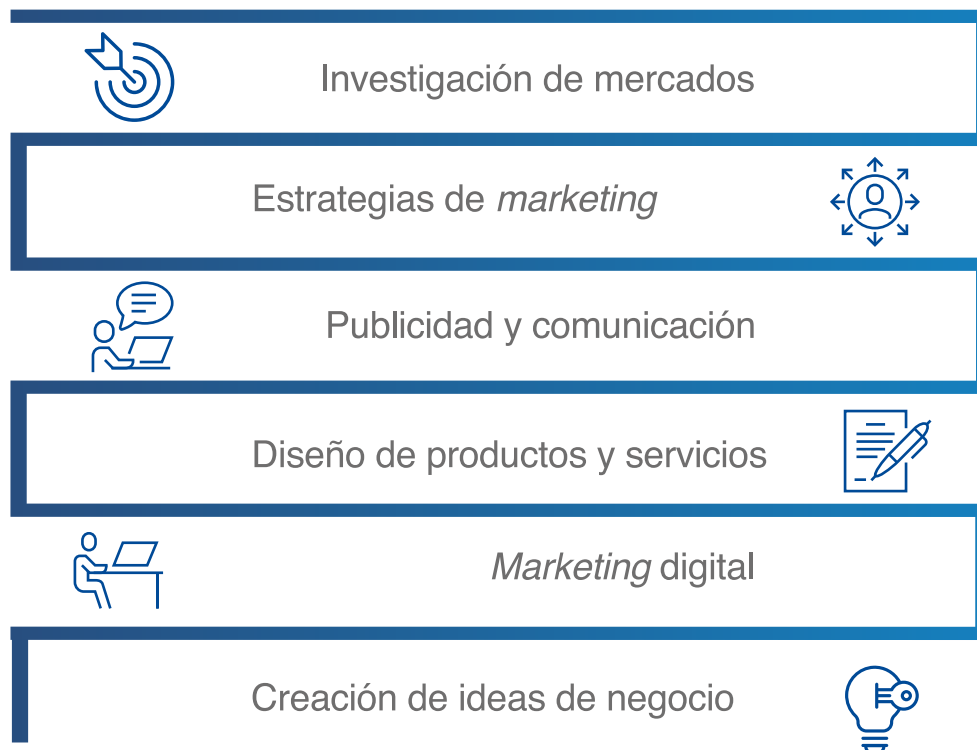 Investigación de mercados
Estrategias de marketing
Publicidad y comunicación
Diseño de productos y servicios
Marketing digital
Creación de ideas de negocio